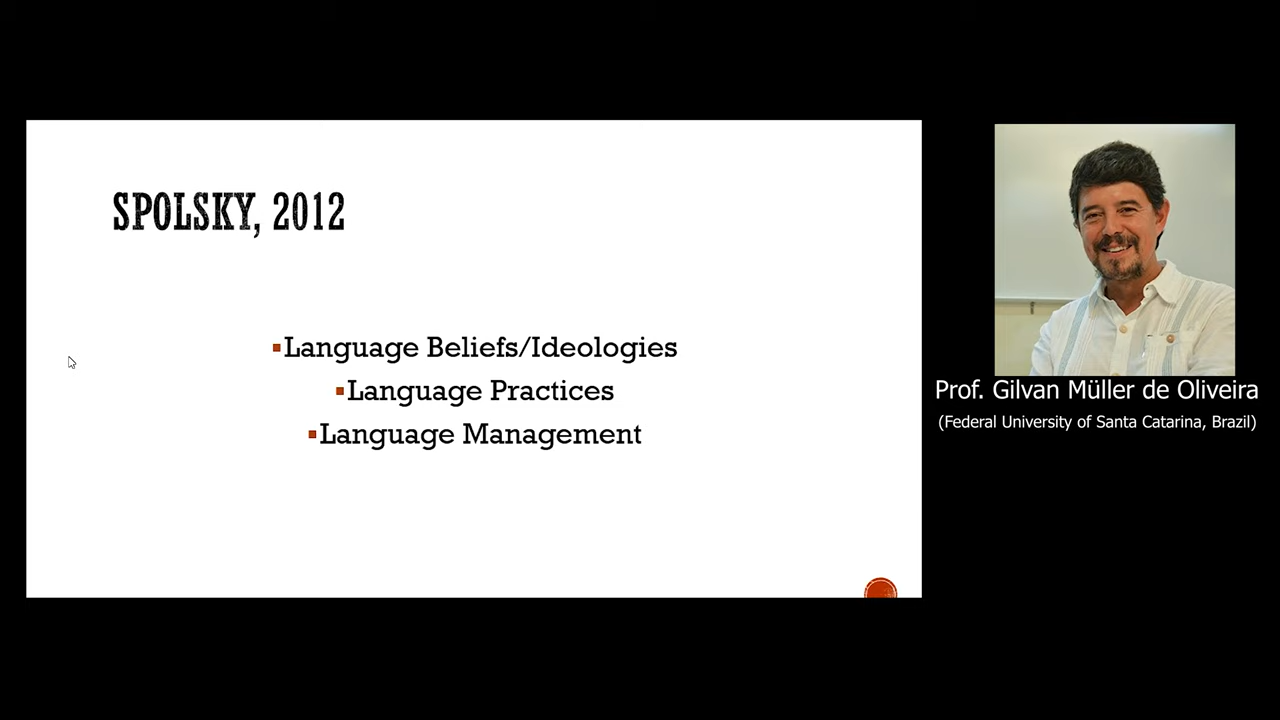 SPOLSKY, 2012
Language Beliefs/Ideologies
Language Practices
Language Management
Prof. Gilvan Müller de Oliveira
(Federal University of Santa Catarina, Brazil)